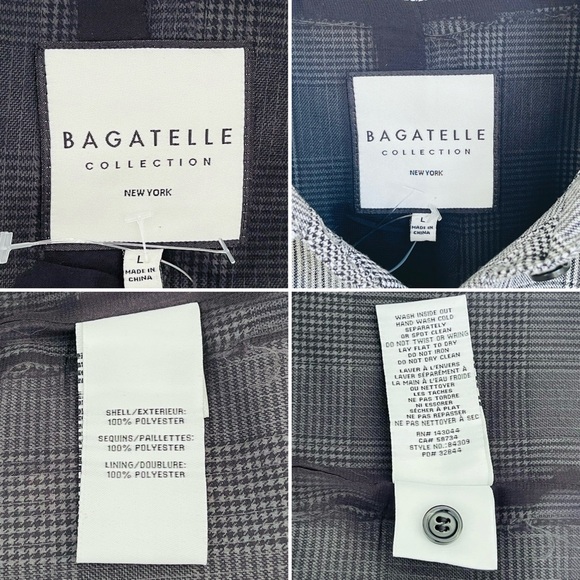 BAGATELLE
COLLECTION
NEW YORK
L
MADE IN
CHINA
BAGATELLE
COLLECTION
NEW YORK
L
MADE IN
CHINA
SHELL/EXTERIEUR:
100% POLYESTER
SEQUINS/PAILLETTES:
100% POLYESTER
LINING/DOUBLURE:
100% POLYESTER
WASH INSIDE OUT
HAND WASH COLD
SEPARATELY
OR SPOT CLEAN
DO NOT TWIST OR WRING
LAY FLAT TO DRY
DO NOT IRON
DO NOT DRY CLEAN
LAVER À L'ENVERS
LAVER SÉPARÉMENT À
LA MAIN À L'EAU FROIDE
OU NETTOYER
LES TACHES
NE PAS TORDRE
NI ESSORER
SÉCHER À PLAT
NE PAS REPASSER
NE PAS NETTOYER À SEC
RN# 143044
CA# 58734
STYLE NO.:84309
PO# 32844